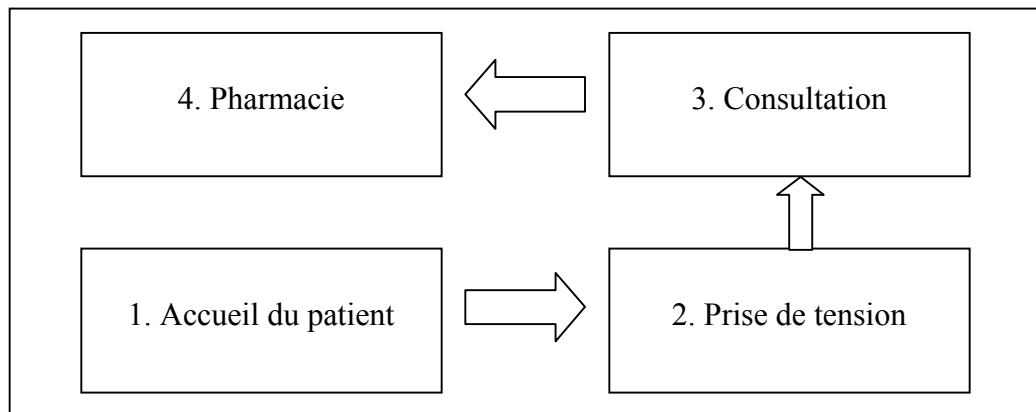 4. Pharmacie
3. Consultation
1. Accueil du patient
2. Prise de tension